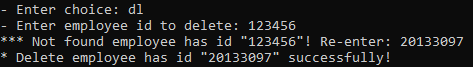 - Enter choice: dl
- Enter employee id to delete: 123456
*** Not found employee has id "123456"! Re-enter: 20133097
* Delete employee has id "20133097" successfully!